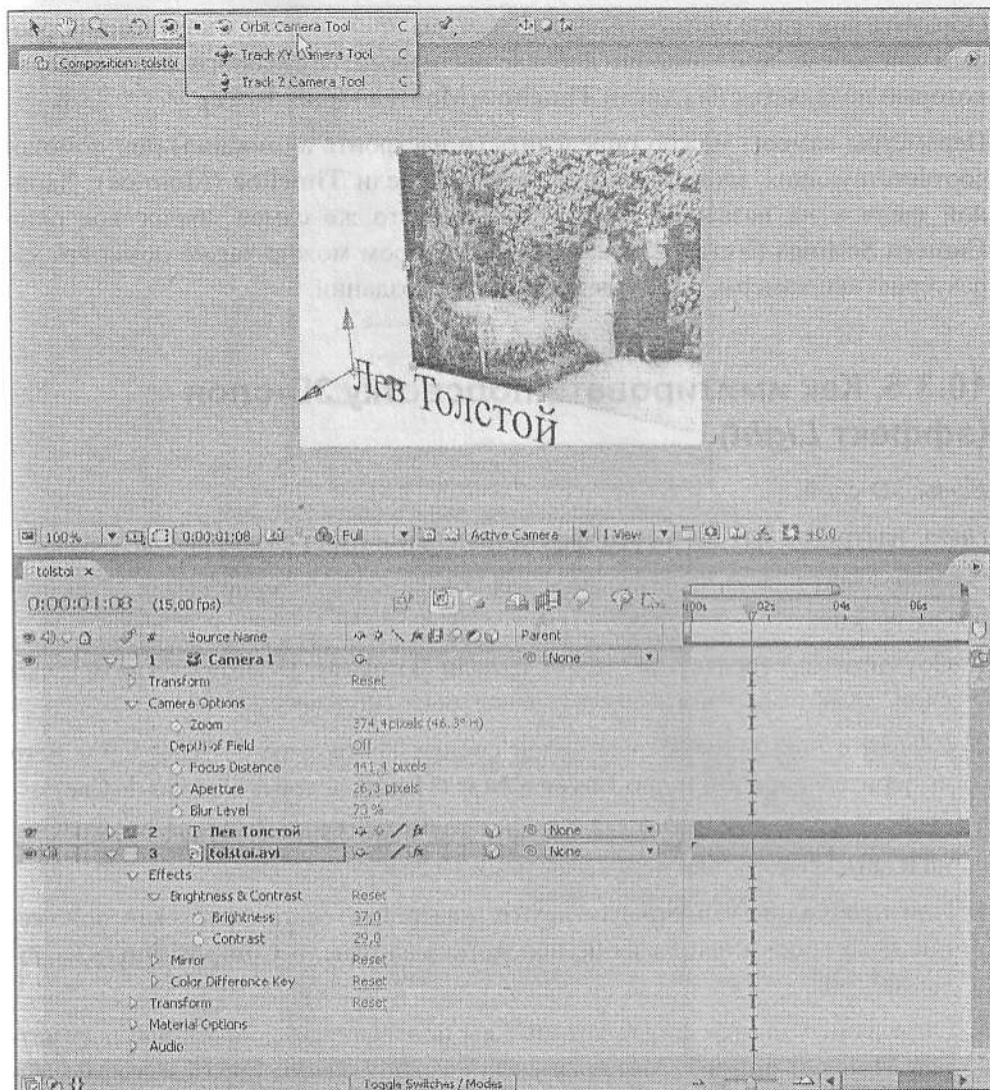 Orbit Camera Tool C
Track XY Camera Tool C
Track Z Camera Tool C
Composition: tolstoi
Лев Толстой
100% Full Active Camera 1 View +0,0
0:00:01:08
tolstoi ×
0:00:01:08 (15,00 fps)
02s 04s 06s
# Source Name Parent
1 Camera 1 None
Transform Reset
Camera Options
Zoom 374,4 pixels (46,3° H)
Depth of Field Off
Focus Distance 441,4 pixels
Aperture 26,3 pixels
Blur Level 73 %
2 T Лев Толстой None
3 tolstoi.avi None
Effects
Brightness & Contrast Reset
Brightness 37,0
Contrast 29,0
Mirror Reset
Color Difference Key Reset
Transform Reset
Material Options
Audio
Toggle Switches / Modes